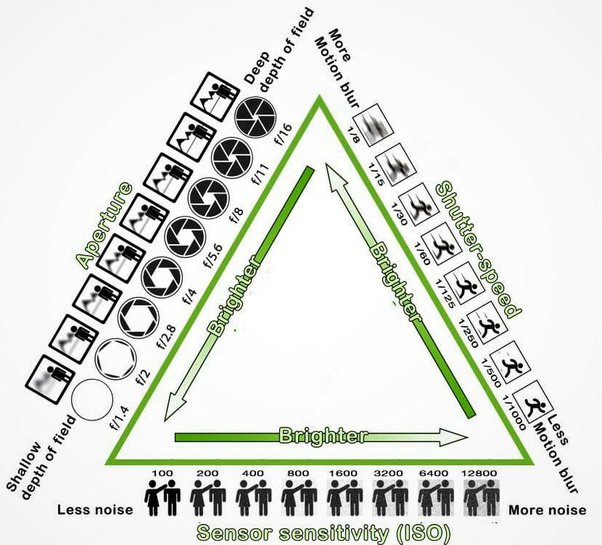 Deep
depth of field
More
Motion blur
f/16
f/11
f/8
f/5.6
f/4
f/2.8
f/2
f/1.4
Aperture
Shallow
depth of field
1/8
1/15
1/30
1/60
1/125
1/250
1/500
1/1000
Shutter-speed
Less
Motion blur
Brighter
Brighter
Brighter
100 200 400 800 1600 3200 6400 12800
Less noise
More noise
Sensor sensitivity (ISO)